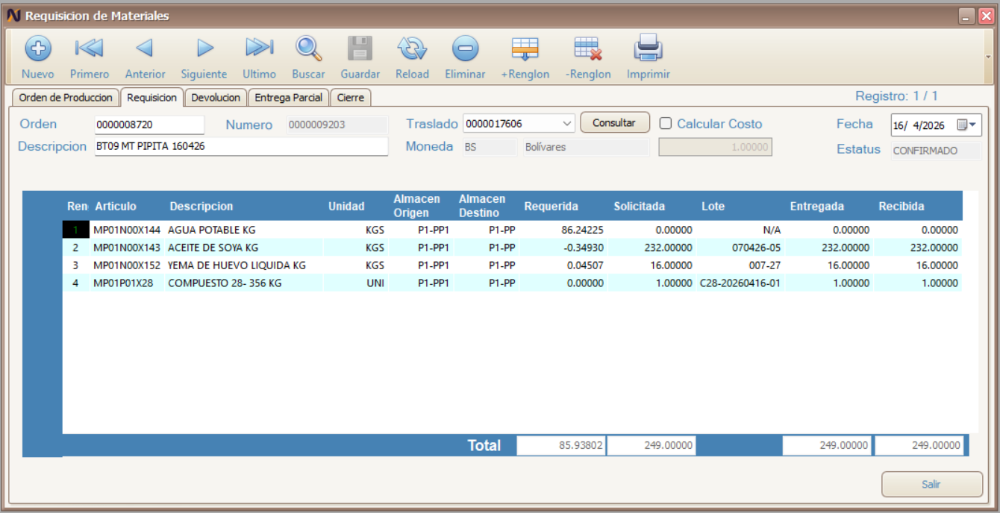 Requisicion de Materiales
Nuevo Primero Anterior Siguiente Ultimo Buscar Guardar Reload Eliminar +Renglon -Renglon Imprimir
Orden de Produccion Requisicion Devolucion Entrega Parcial Cierre Registro: 1 / 1
Orden 0000008720 Numero 0000009203 Traslado 0000017606 Consultar Calcular Costo Fecha 16/ 4/2026
Descripcion BT09 MT PIPITA 160426 Moneda BS Bolívares 1.00000 Estatus CONFIRMADO
Ren Articulo Descripcion Unidad Almacen Origen Almacen Destino Requerida Solicitada Lote Entregada Recibida
1 MP01N00X144 AGUA POTABLE KG KGS P1-PP1 P1-PP 86.24225 0.00000 N/A 0.00000 0.00000
2 MP01N00X143 ACEITE DE SOYA KG KGS P1-PP1 P1-PP -0.34930 232.00000 070426-05 232.00000 232.00000
3 MP01N00X152 YEMA DE HUEVO LIQUIDA KG KGS P1-PP1 P1-PP 0.04507 16.00000 007-27 16.00000 16.00000
4 MP01P01X28 COMPUESTO 28- 356 KG UNI P1-PP1 P1-PP 0.00000 1.00000 C28-20260416-01 1.00000 1.00000
Total 85.93802 249.00000 249.00000 249.00000
Salir